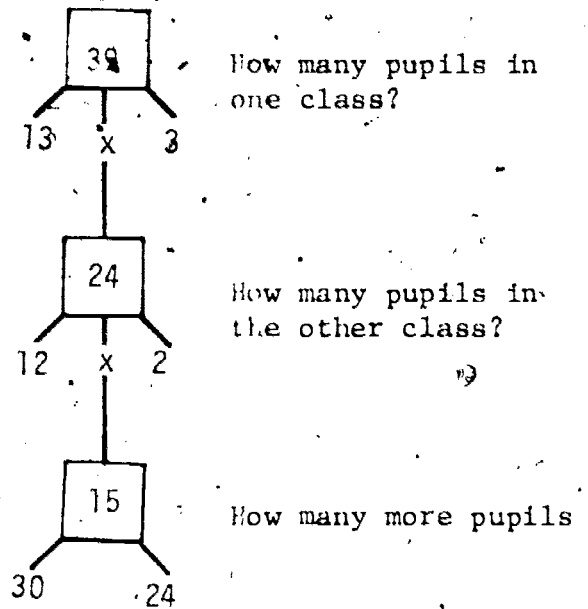 39
How many pupils in
one class?
13 x 3
24
How many pupils in
the other class?
12 x 2
15
How many more pupils
30 24